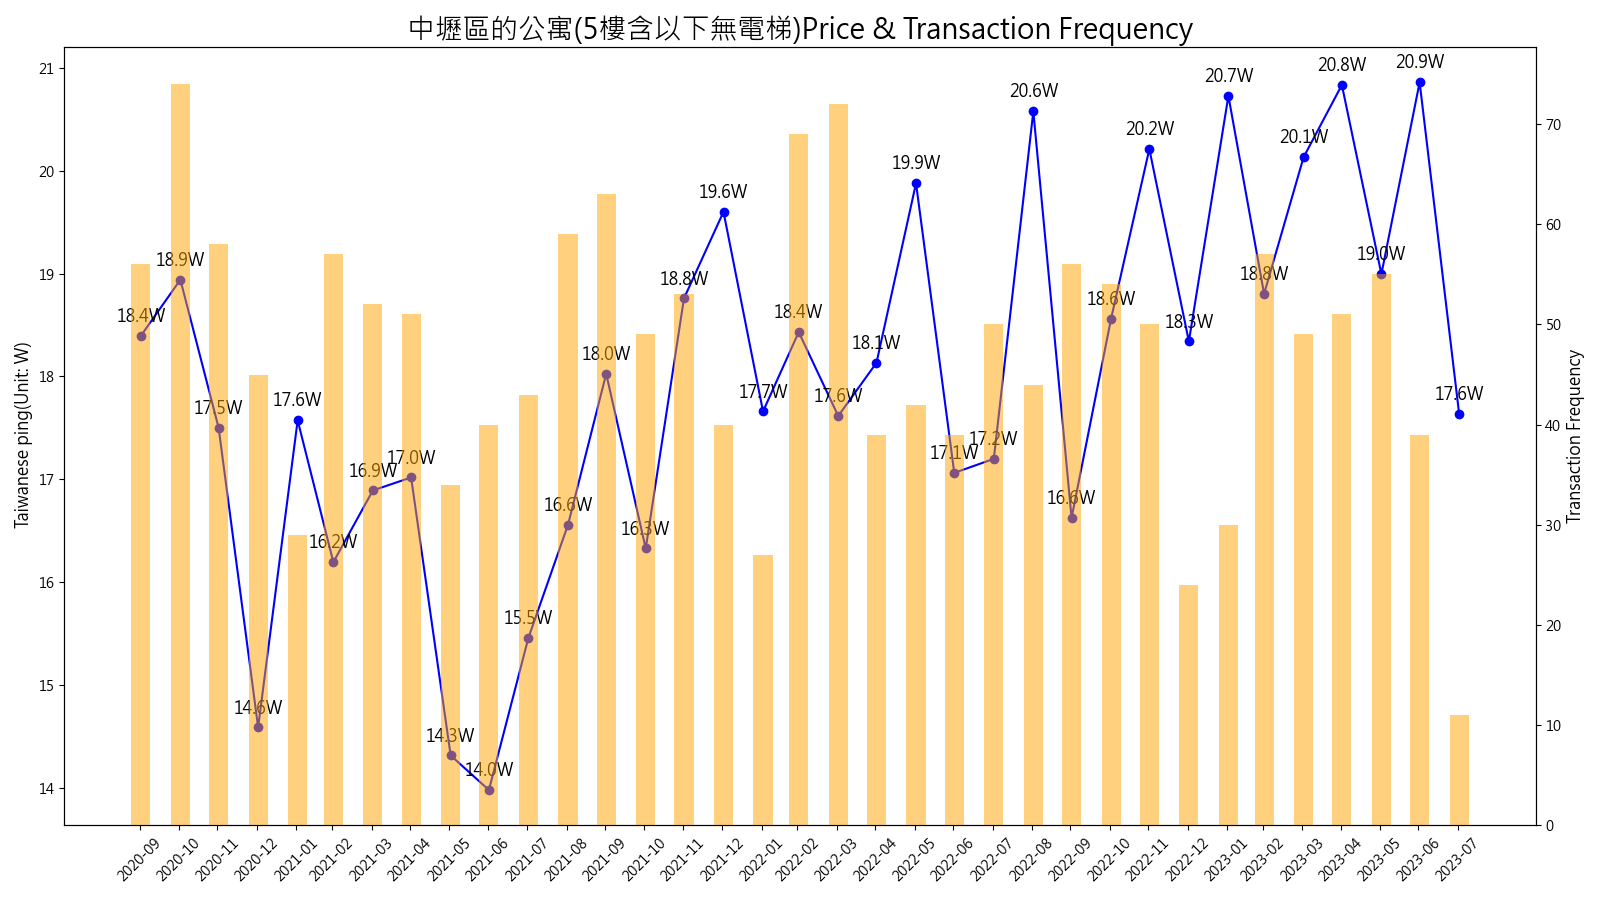 中壢區的公寓(5樓含以下無電梯)Price & Transaction Frequency
Taiwanese ping(Unit: W)
21
20
19
18
17
16
15
14
18.4W
18.9W
17.5W
14.6W
17.6W
16.2W
16.9W
17.0W
14.3W
14.0W
15.5W
16.6W
18.0W
16.3W
18.8W
19.6W
17.7W
18.4W
17.6W
18.1W
19.9W
17.1W
17.2W
20.6W
16.6W
18.6W
20.2W
18.3W
20.7W
18.8W
20.1W
20.8W
19.0W
20.9W
17.6W
70
60
50
40
30
20
10
0
Transaction Frequency
2020-09
2020-10
2020-11
2020-12
2021-01
2021-02
2021-03
2021-04
2021-05
2021-06
2021-07
2021-08
2021-09
2021-10
2021-11
2021-12
2022-01
2022-02
2022-03
2022-04
2022-05
2022-06
2022-07
2022-08
2022-09
2022-10
2022-11
2022-12
2023-01
2023-02
2023-03
2023-04
2023-05
2023-06
2023-07